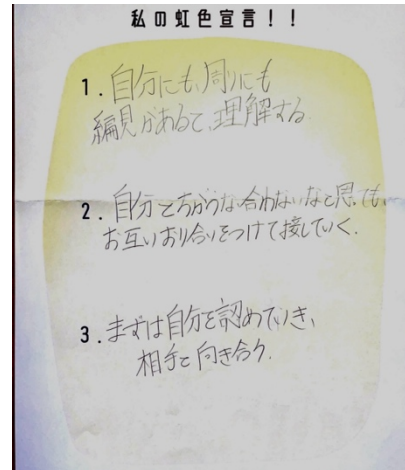 私の虹色宣言!!
1. 自分にも、周りにも
編見があるて、理解する.
2. 自分とちがうな、合わないなと思っても、
お互いおり合いをつけて接していく.
3. まずは自分を認めていき、
相手と向き合う.